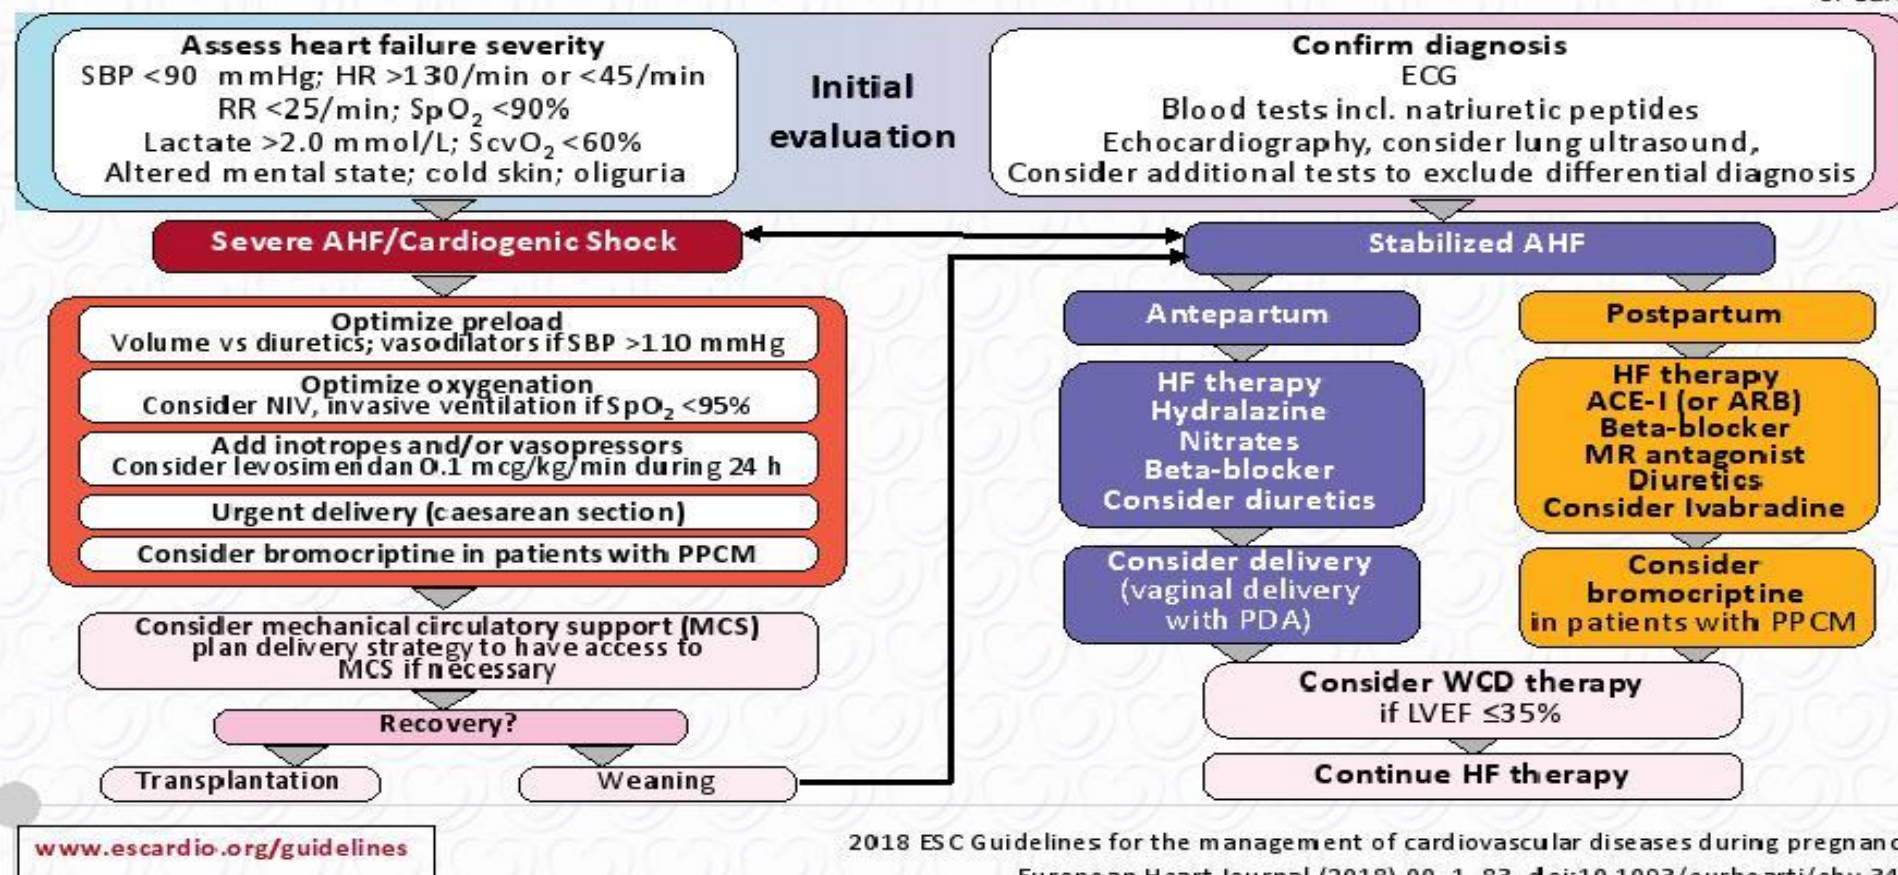 Assess heart failure severity
SBP <90 mmHg; HR >130/min or <45/min
RR <25/min; SpO₂ <90%
Lactate >2.0 mmol/L; ScvO₂ <60%
Altered mental state; cold skin; oliguria
Initial
evaluation
Confirm diagnosis
ECG
Blood tests incl. natriuretic peptides
Echocardiography, consider lung ultrasound,
Consider additional tests to exclude differential diagnosis
Severe AHF/Cardiogenic Shock
Optimize preload
Volume vs diuretics; vasodilators if SBP >110 mmHg
Optimize oxygenation
Consider NIV, invasive ventilation if SpO₂ <95%
Add inotropes and/or vasopressors
Consider levosimendan 0.1 mcg/kg/min during 24 h
Urgent delivery (caesarean section)
Consider bromocriptine in patients with PPCM
Consider mechanical circulatory support (MCS)
plan delivery strategy to have access to
MCS if necessary
Recovery?
Transplantation
Weaning
Stabilized AHF
Antepartum
HF therapy
Hydralazine
Nitrates
Beta-blocker
Consider diuretics
Consider delivery
(vaginal delivery
with PDA)
Postpartum
HF therapy
ACE-I (or ARB)
Beta-blocker
MR antagonist
Diuretics
Consider Ivabradine
Consider
bromocriptine
in patients with PPCM
Consider WCD therapy
if LVEF ≤35%
Continue HF therapy
www.escardio.org/guidelines
2018 ESC Guidelines for the management of cardiovascular diseases during pregnanc
European Heart Journal (2018) 00, 1–83